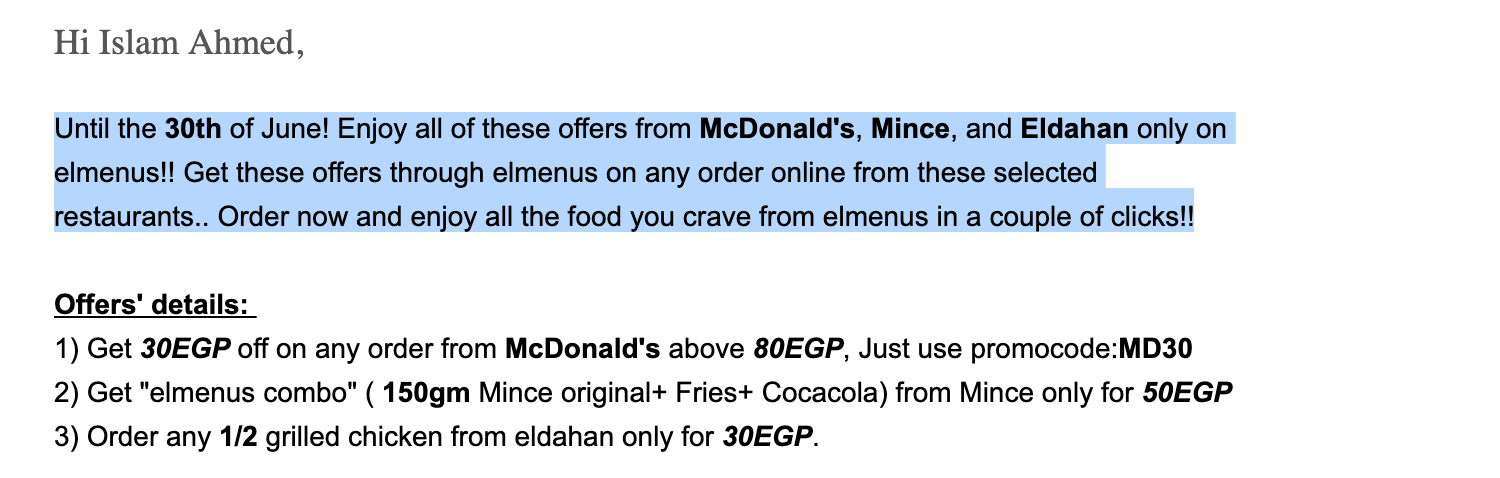 Hi Islam Ahmed,
Until the 30th of June! Enjoy all of these offers from McDonald's, Mince, and Eldahan only on
elmenus!! Get these offers through elmenus on any order online from these selected
restaurants.. Order now and enjoy all the food you crave from elmenus in a couple of clicks!!
Offers' details:
1) Get 30EGP off on any order from McDonald's above 80EGP, Just use promocode:MD30
2) Get "elmenus combo" ( 150gm Mince original+ Fries+ Cocacola) from Mince only for 50EGP
3) Order any 1/2 grilled chicken from eldahan only for 30EGP.